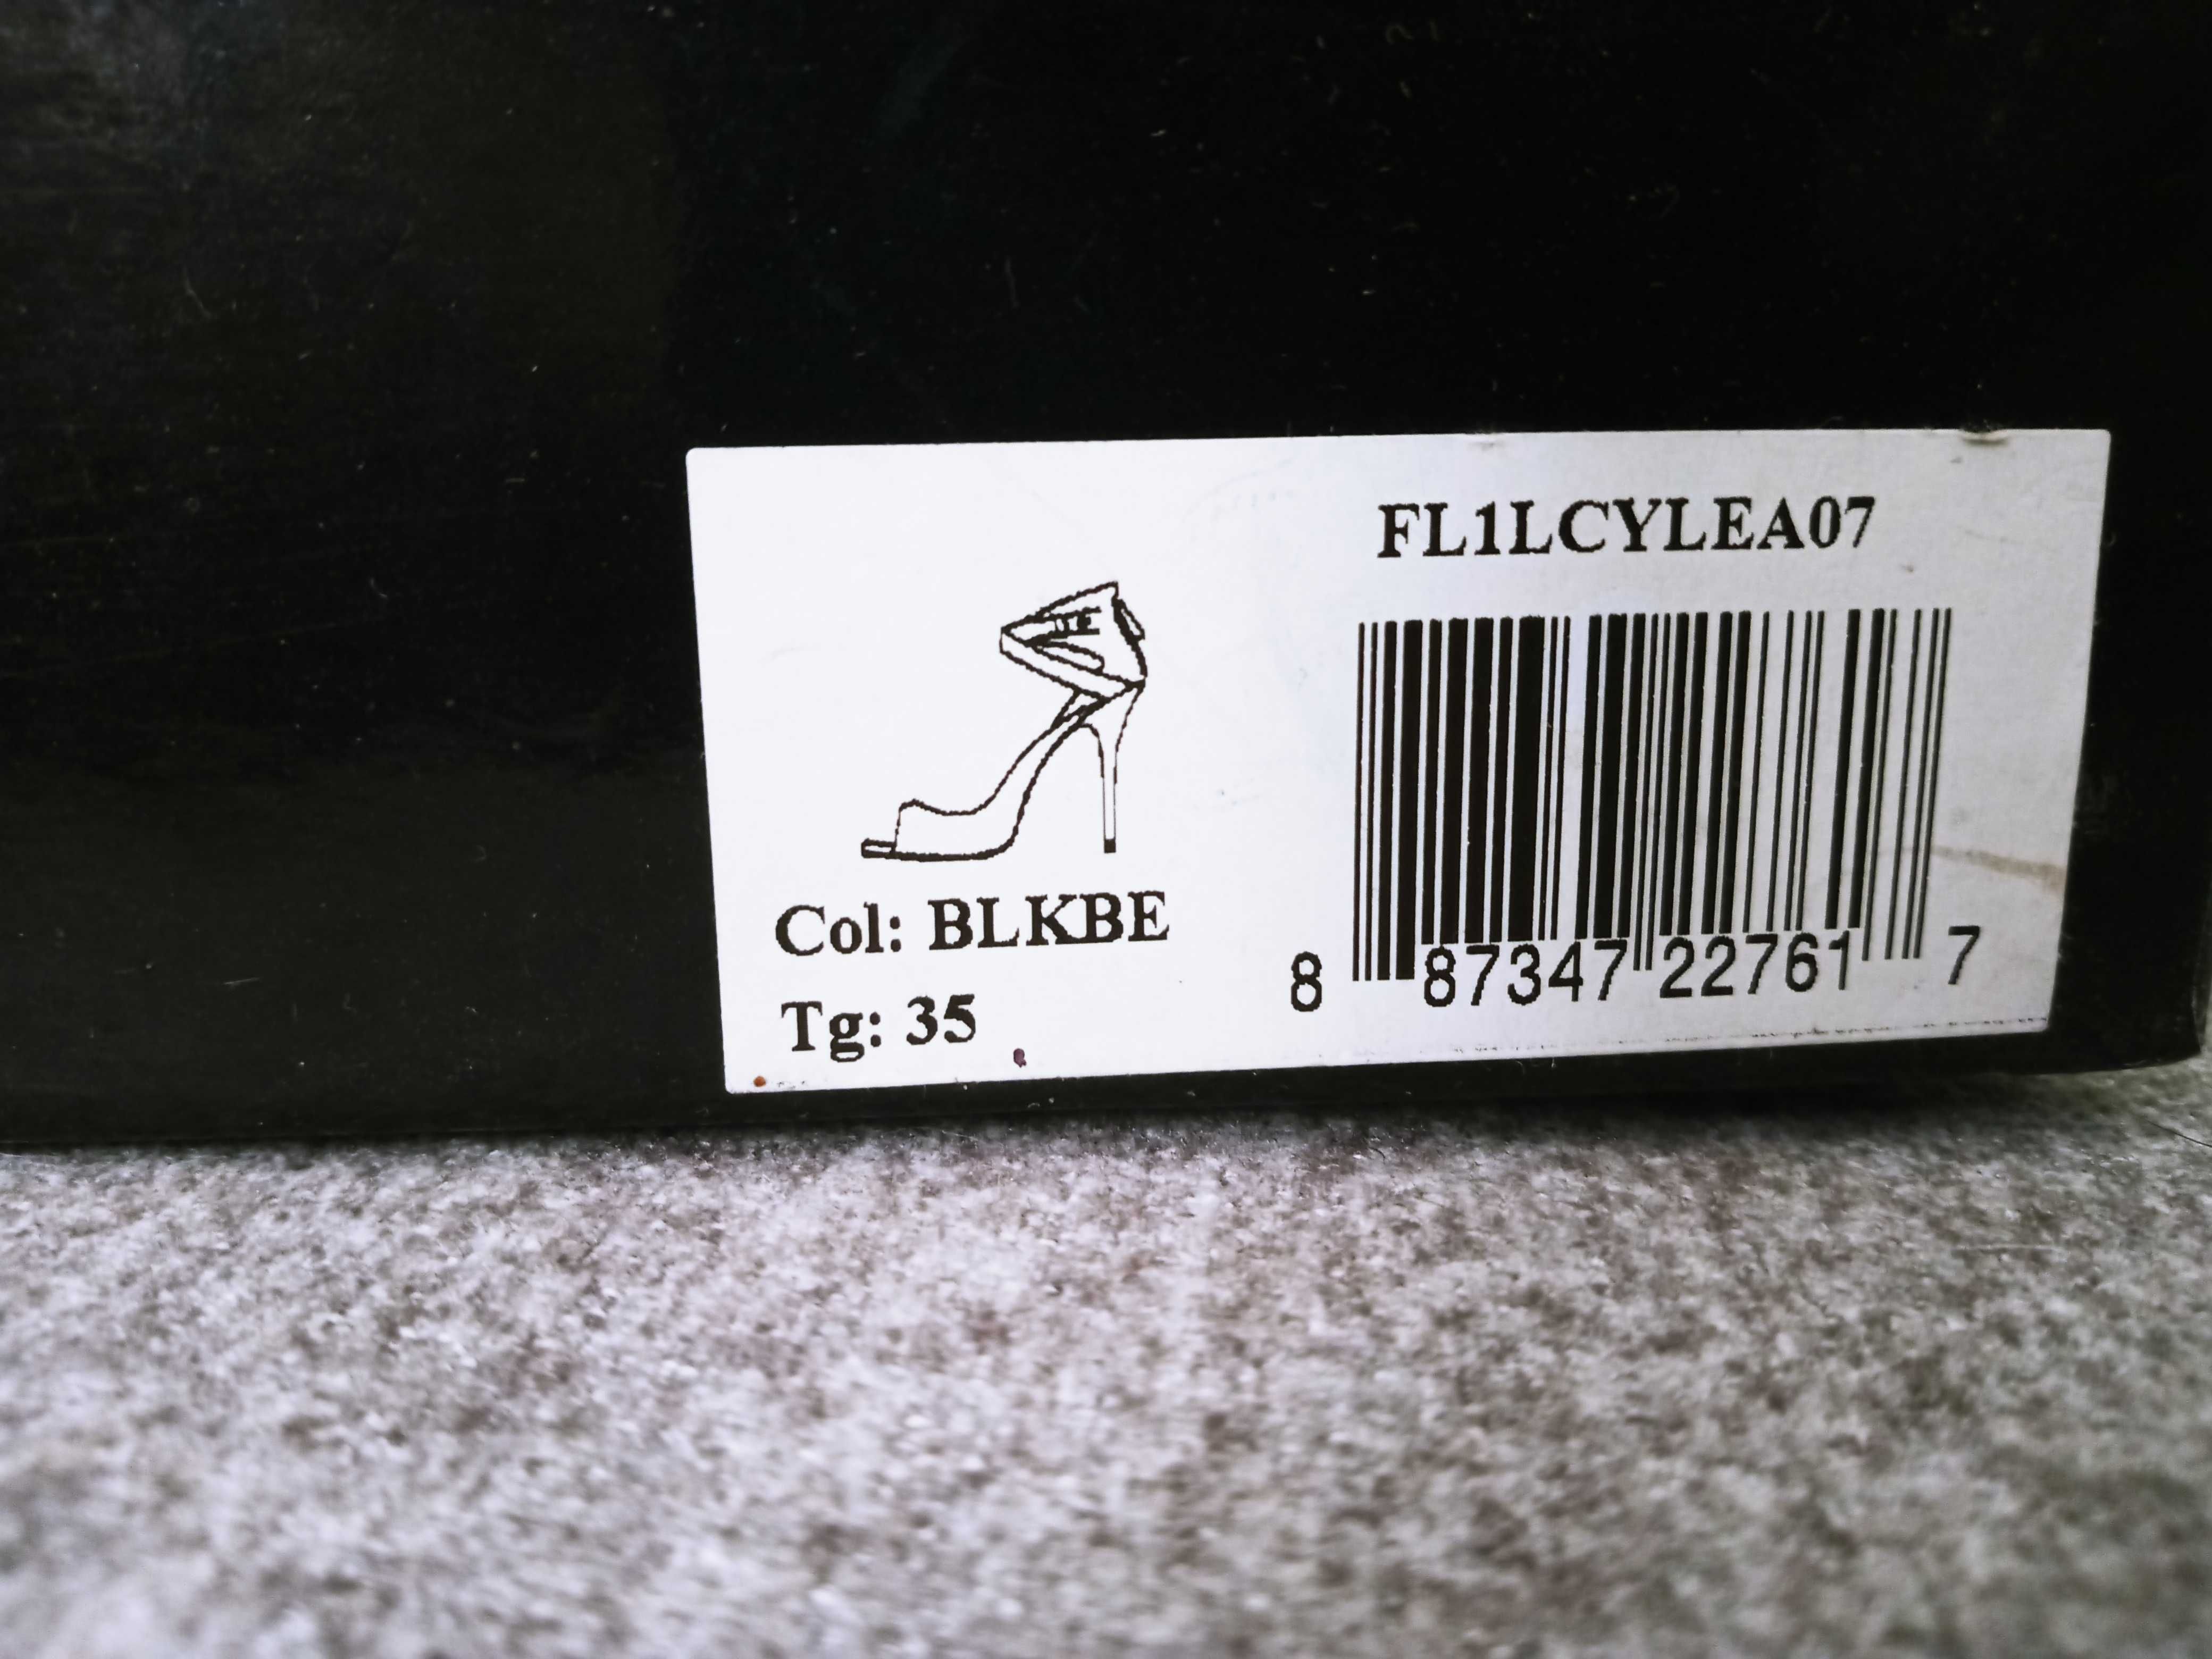 FL1LCYLEA07
Col: BLKBE
Tg: 35
8 87347 22761 7